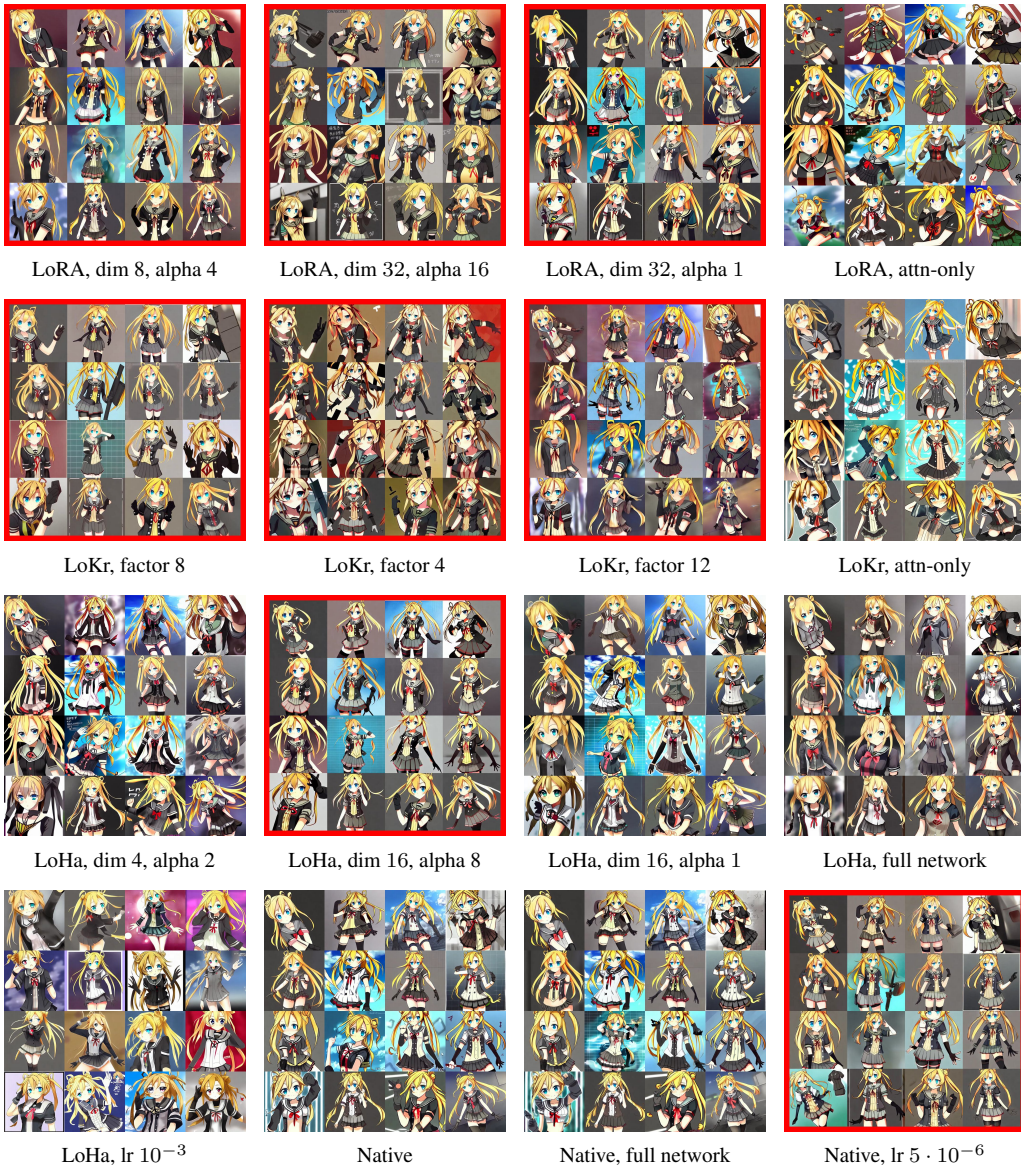 LoRA, dim 8, alpha 4
LoRA, dim 32, alpha 16
LoRA, dim 32, alpha 1
LoRA, attn-only
LoKr, factor 8
LoKr, factor 4
LoKr, factor 12
LoKr, attn-only
LoHa, dim 4, alpha 2
LoHa, dim 16, alpha 8
LoHa, dim 16, alpha 1
LoHa, full network
LoHa, lr 10⁻³
Native
Native, full network
Native, lr 5 · 10⁻⁶